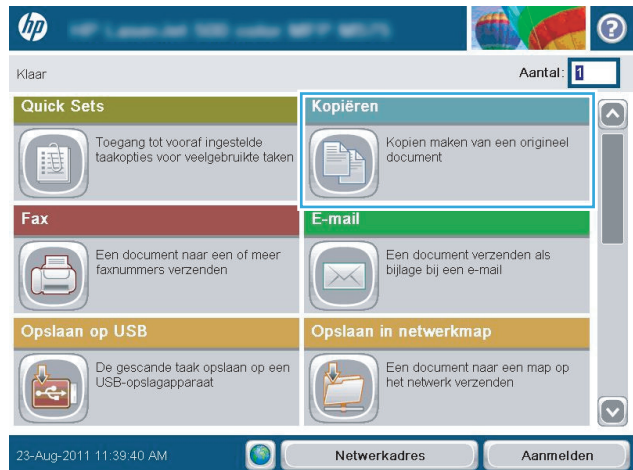 hp
Klaar
Aantal: 1
Quick Sets
Toegang tot vooraf ingestelde
taakopties voor veelgebruikte taken
Kopiëren
Kopien maken van een origineel
document
Fax
Een document naar een of meer
faxnummers verzenden
E-mail
Een document verzenden als
bijlage bij een e-mail
Opslaan op USB
De gescande taak opslaan op een
USB-opslagapparaat
Opslaan in netwerkmap
Een document naar een map op
het netwerk verzenden
23-Aug-2011 11:39:40 AM
Netwerkadres
Aanmelden